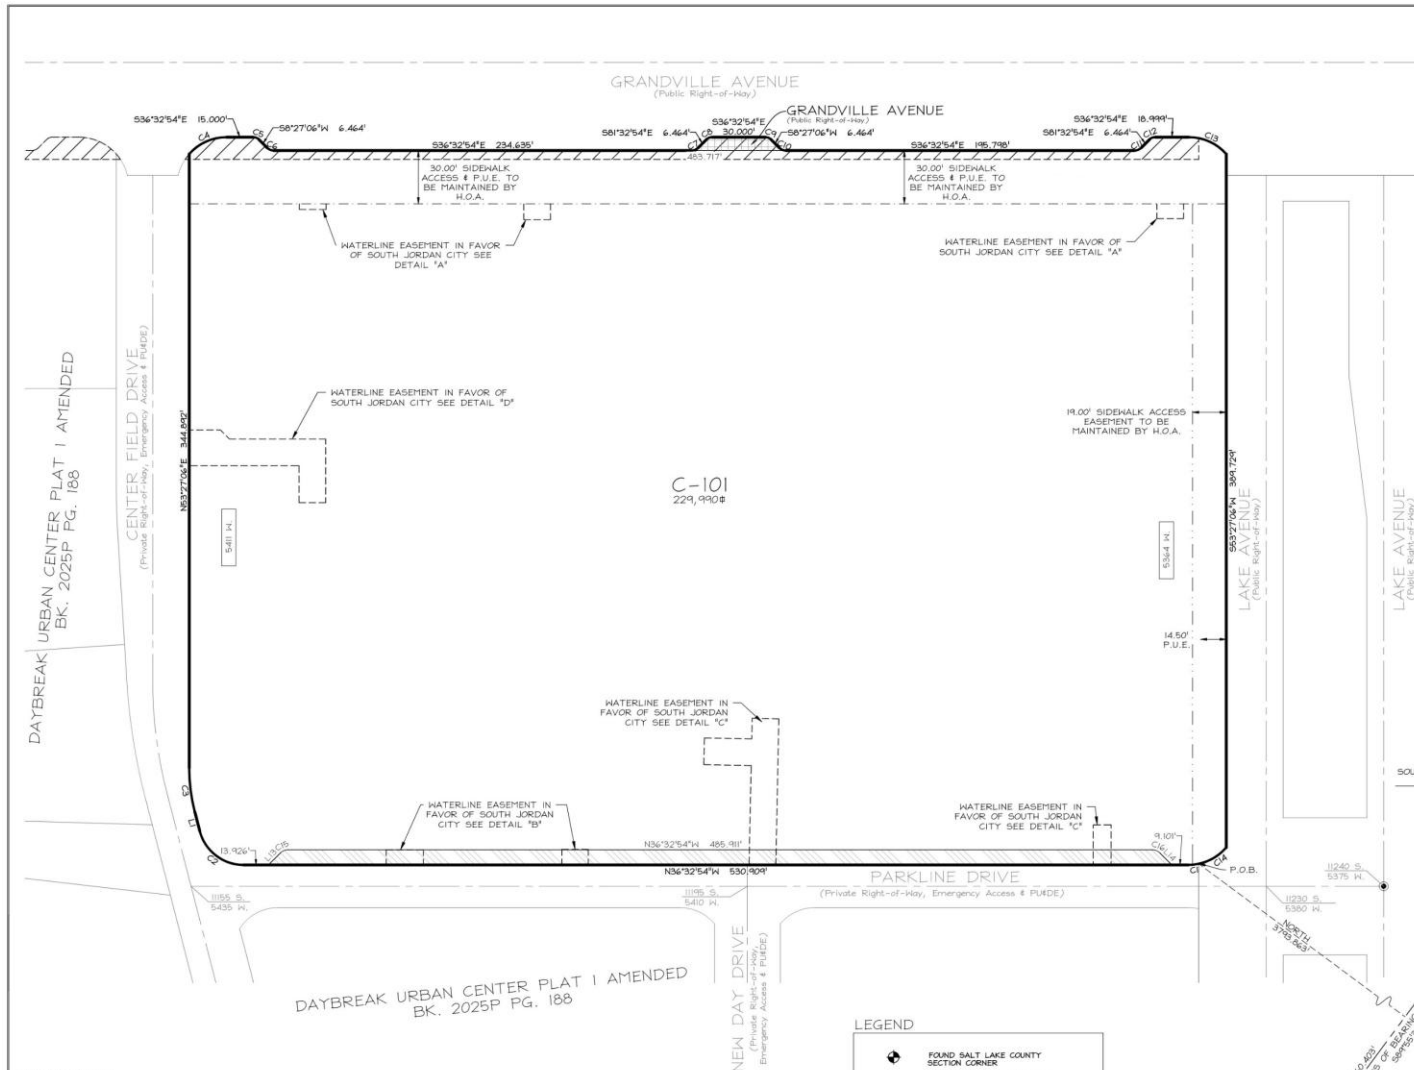 GRANDVILLE AVENUE
(Public Right-of-Way)
S36°32'54"E 15.000'
C4
C5
S8°27'06"W 6.464'
C6
S36°32'54"E 234.635'
S81°32'54"E 6.464'
C7
C8
S36°32'54"E
30.000'
GRANDVILLE AVENUE
(Public Right-of-Way)
C9
S8°27'06"W 6.464'
C10
483.717'
S36°32'54"E 195.798'
S36°32'54"E 18.999'
S81°32'54"E 6.464'
C11
C12
C13
30.00' SIDEWALK
ACCESS & P.U.E. TO
BE MAINTAINED BY
H.O.A.
30.00' SIDEWALK
ACCESS & P.U.E. TO
BE MAINTAINED BY
H.O.A.
WATERLINE EASEMENT IN FAVOR
OF SOUTH JORDAN CITY SEE
DETAIL "A"
WATERLINE EASEMENT IN FAVOR OF
SOUTH JORDAN CITY SEE DETAIL "A"
DAYBREAK URBAN CENTER PLAT 1 AMENDED
BK. 2025P PG. 188
CENTER FIELD DRIVE
(Private Right-of-Way, Emergency Access & PU&DE)
N53°27'06"E 344.892'
WATERLINE EASEMENT IN FAVOR OF
SOUTH JORDAN CITY SEE DETAIL "D"
5411 W.
C-101
229,990#
19.00' SIDEWALK ACCESS
EASEMENT TO BE
MAINTAINED BY H.O.A.
5364 W.
S53°27'06"W 389.729'
LAKE AVENUE
(Public Right-of-Way)
LAKE AVENUE
(Public Right-of-Way)
14.50'
P.U.E.
WATERLINE EASEMENT IN
FAVOR OF SOUTH JORDAN
CITY SEE DETAIL "C"
SOU
C3
L1
C2
WATERLINE EASEMENT IN
FAVOR OF SOUTH JORDAN
CITY SEE DETAIL "B"
WATERLINE EASEMENT IN
FAVOR OF SOUTH JORDAN
CITY SEE DETAIL "C"
13.926'
L13
C15
N36°32'54"W 485.911'
9.101'
C16
L14
N36°32'54"W 530.909'
C1
C14
P.O.B.
PARKLINE DRIVE
(Private Right-of-Way, Emergency Access & PU&DE)
11155 S.
5435 W.
11195 S.
5410 W.
11230 S.
5380 W.
11240 S.
5375 W.
NORTH
3793.863'
DAYBREAK URBAN CENTER PLAT 1 AMENDED
BK. 2025P PG. 188
NEW DAY DRIVE
(Private Right-of-Way,
Emergency Access & PU&DE)
LEGEND
FOUND SALT LAKE COUNTY
SECTION CORNER
OF BEARING